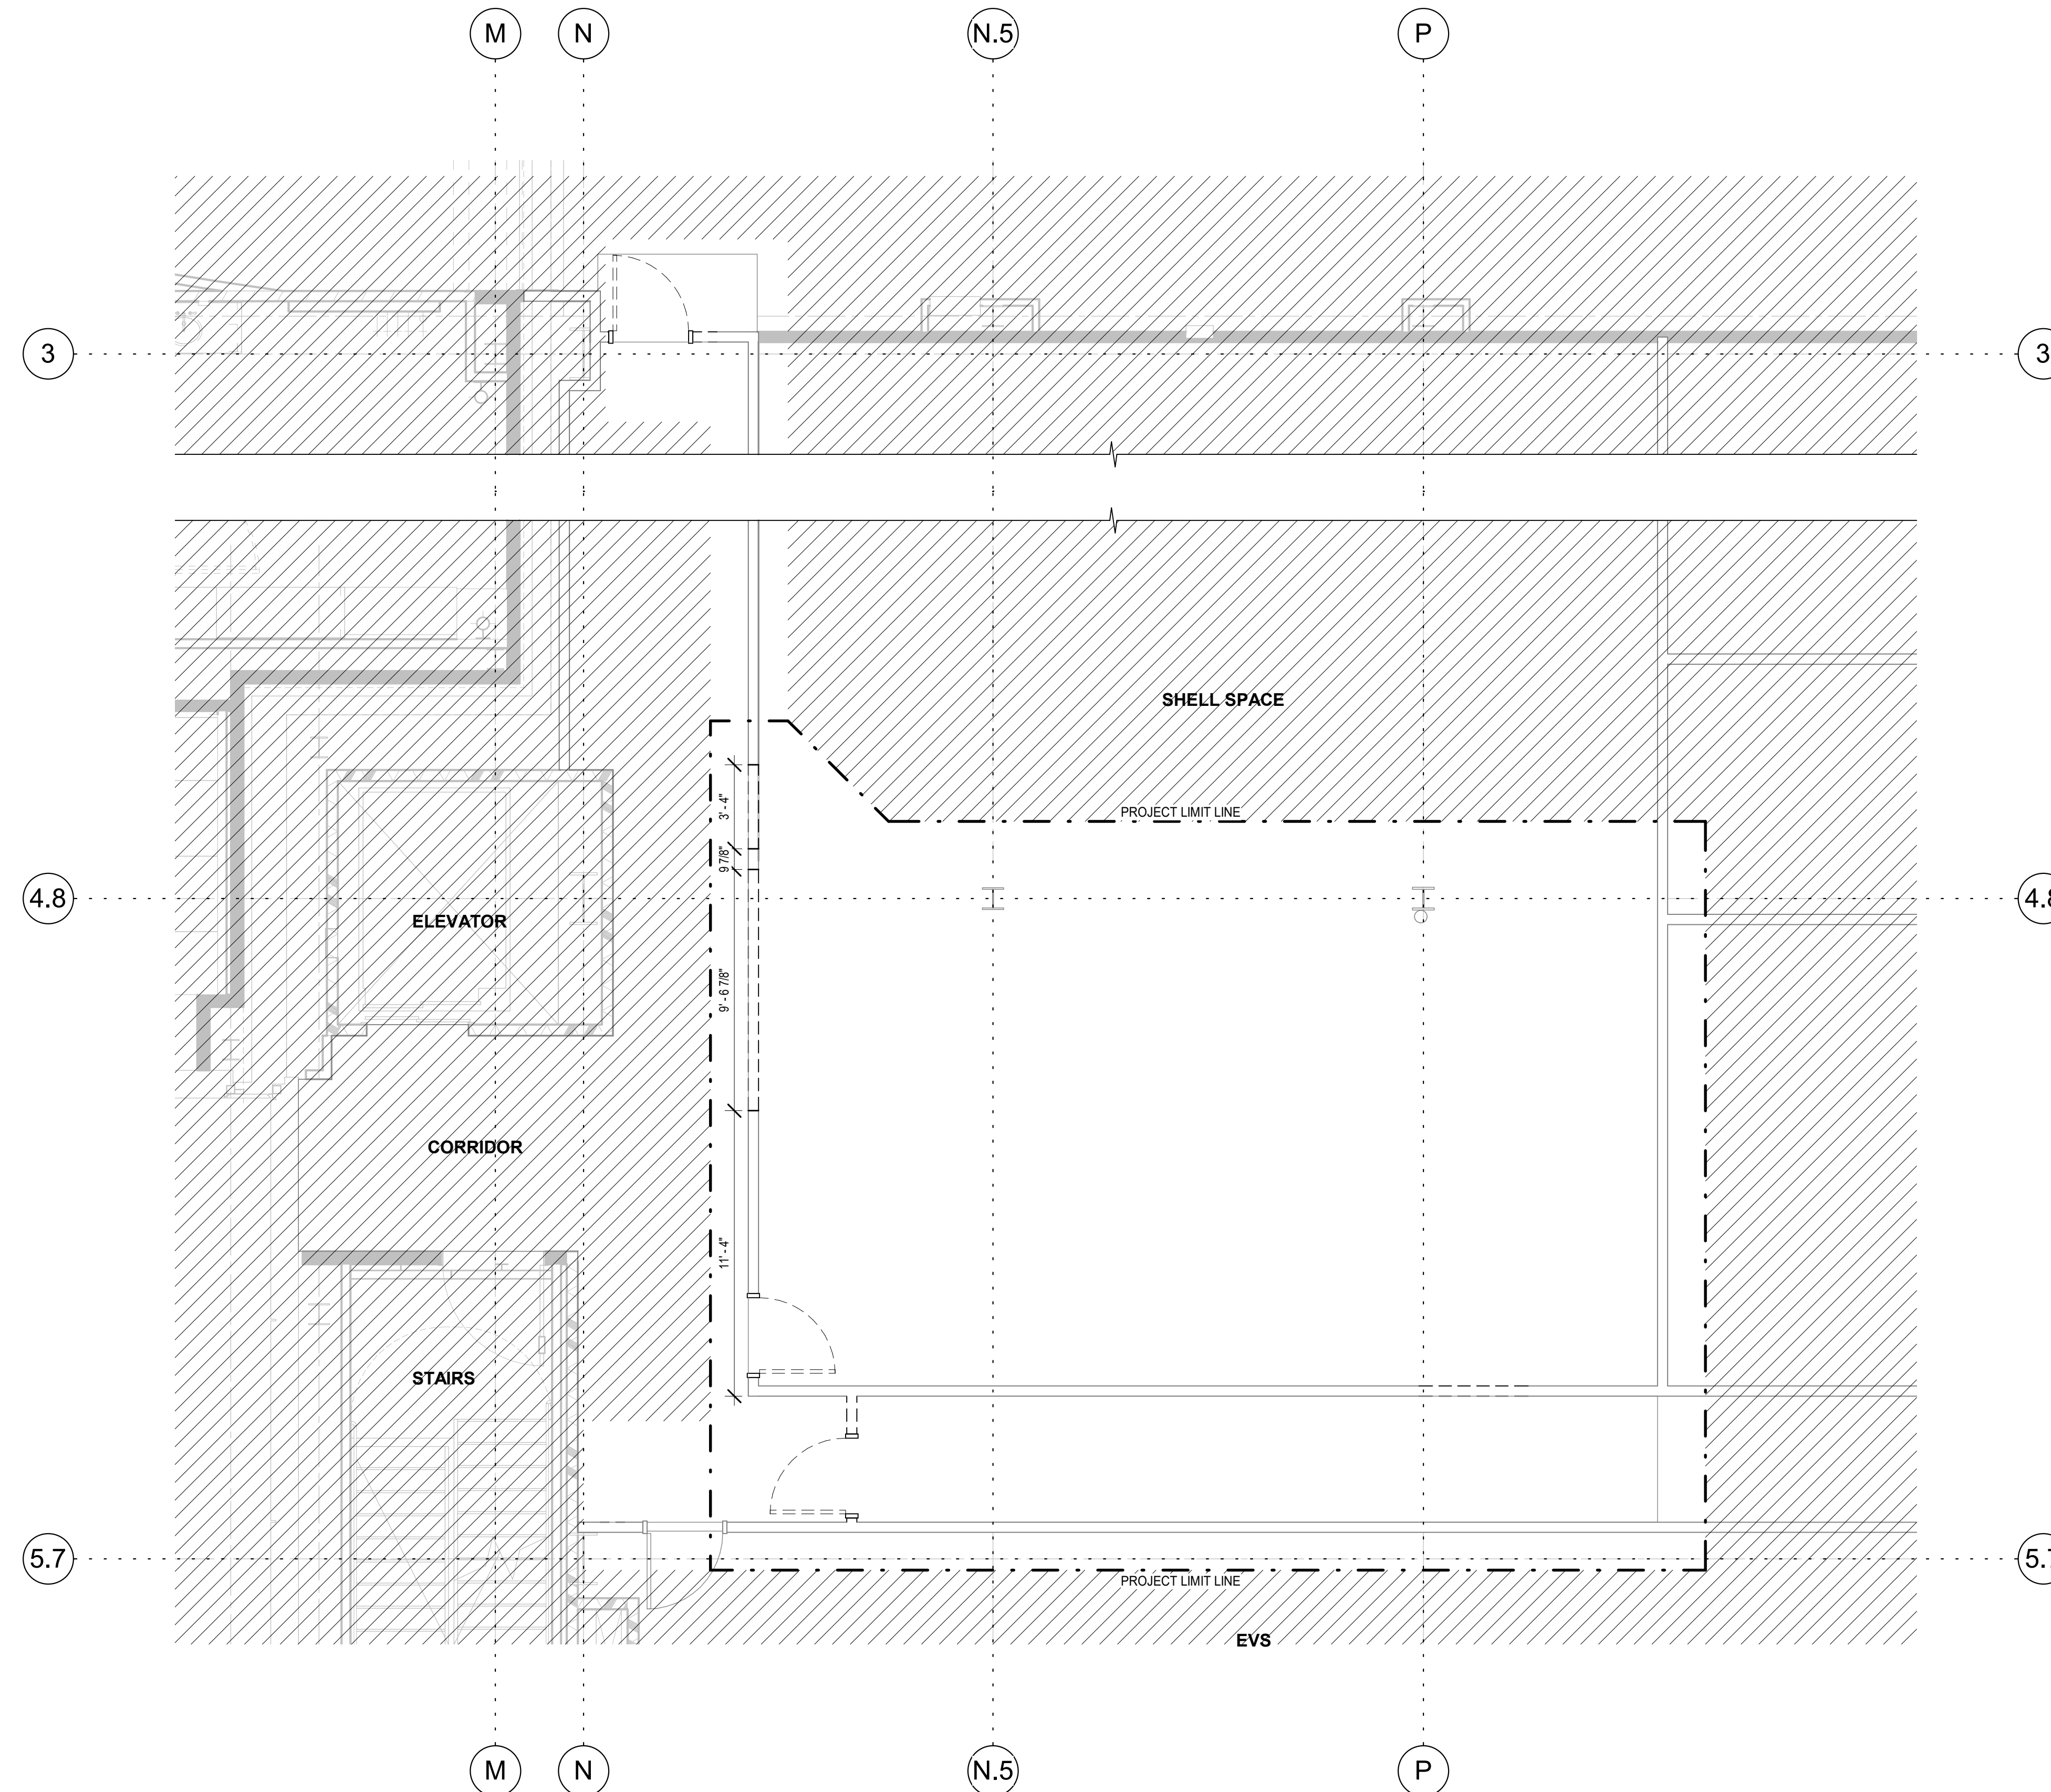 M
N
N.5
P
3
3
SHELL SPACE
3' - 4"
PROJECT LIMIT LINE
9 7/8"
4.8
4.8
ELEVATOR
9' - 6 7/8"
CORRIDOR
11' - 4"
STAIRS
5.7
5.7
PROJECT LIMIT LINE
EVS
M
N
N.5
P